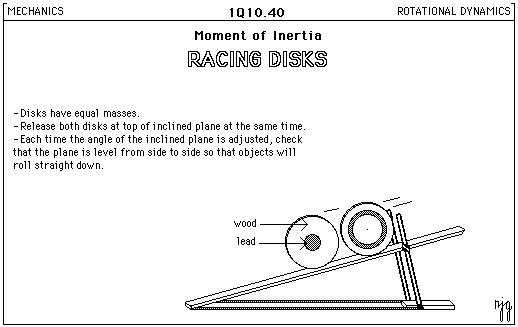 MECHANICS
1Q10.40
ROTATIONAL DYNAMICS
Moment of Inertia
RACING DISKS
- Disks have equal masses.
- Release both disks at top of inclined plane at the same time.
- Each time the angle of the inclined plane is adjusted, check
that the plane is level from side to side so that objects will
roll straight down.
wood
lead
njg